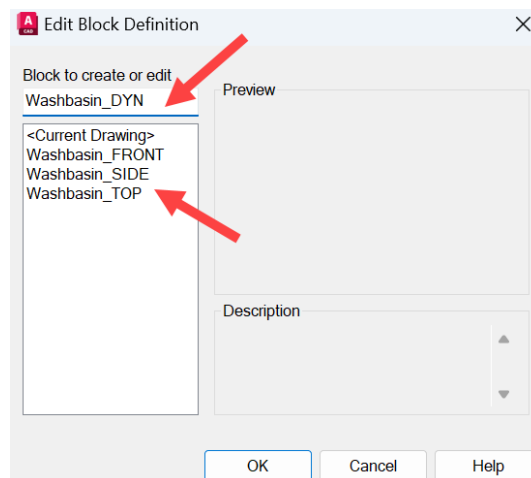 A
CAD
Edit Block Definition
Block to create or edit
Washbasin_DYN
Preview
<Current Drawing>
Washbasin_FRONT
Washbasin_SIDE
Washbasin_TOP
Description
OK
Cancel
Help